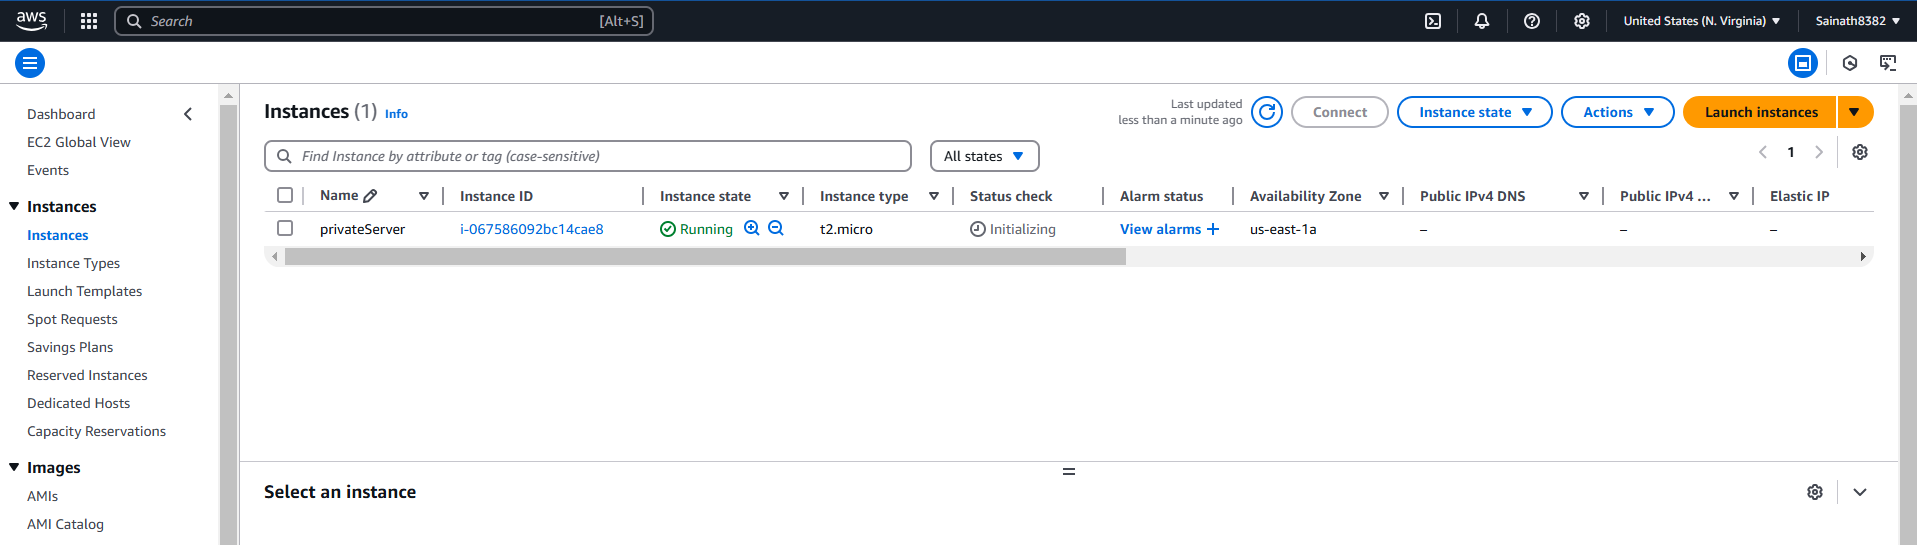 aws Search [Alt+S] United States (N. Virginia) Sainath8382
Dashboard
EC2 Global View
Events
Instances
Instances
Instance Types
Launch Templates
Spot Requests
Savings Plans
Reserved Instances
Dedicated Hosts
Capacity Reservations
Images
AMIs
AMI Catalog
Instances (1) Info
Last updated
less than a minute ago
Connect Instance state Actions Launch instances
Find Instance by attribute or tag (case-sensitive) All states 1
Name Instance ID Instance state Instance type Status check Alarm status Availability Zone Public IPv4 DNS Public IPv4 ... Elastic IP
privateServer i-067586092bc14cae8 Running t2.micro Initializing View alarms + us-east-1a – – –
Select an instance